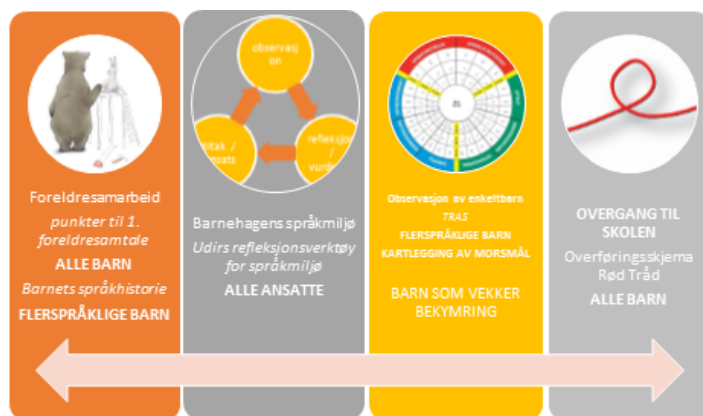 Foreldresamarbeid
punkter til 1.
foreldresamtale
ALLE BARN
Barnets språkhistorie
FLERSPRÅKLIGE BARN
observasj
on
refleksjon
/
tiltak /
Barnehagens språkmiljø
Udirs refleksjonsverktøy
for språkmiljø
ALLE ANSATTE
Observasjon av enkeltbarn
TRAS
FLERSPRÅKLIGE BARN
KARTLEGGING AV MORSMÅL
BARN SOM VEKKER
BEKYMRING
OVERGANG TIL
SKOLEN
Overføringsskjema
Rød Tråd
ALLE BARN